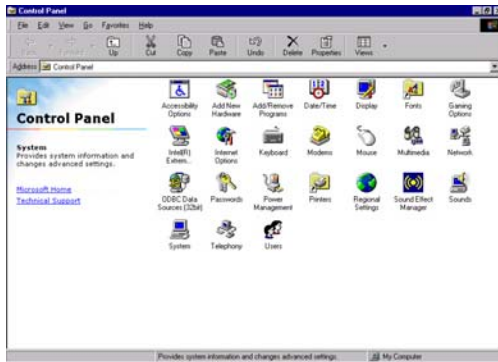 Control Panel
File Edit View Go Favorites Help
Back Forward Up Cut Copy Paste Undo Delete Properties Views
Address Control Panel
Control Panel
System
Provides system information and
changes advanced settings.
Microsoft Home
Technical Support
Accessibility Options
Add New Hardware
Add/Remove Programs
Date/Time
Display
Fonts
Gaming Options
Intel(R) Extrem...
Internet Options
Keyboard
Modems
Mouse
Multimedia
Network
ODBC Data Sources (32bit)
Passwords
Power Management
Printers
Regional Settings
Sound Effect Manager
Sounds
System
Telephony
Users
Provides system information and changes advanced settings.
My Computer